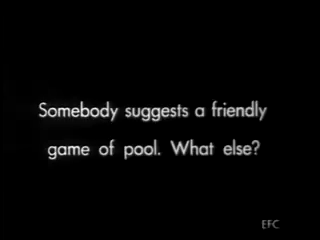 Somebody suggests a friendly
game of pool. What else?
EFC